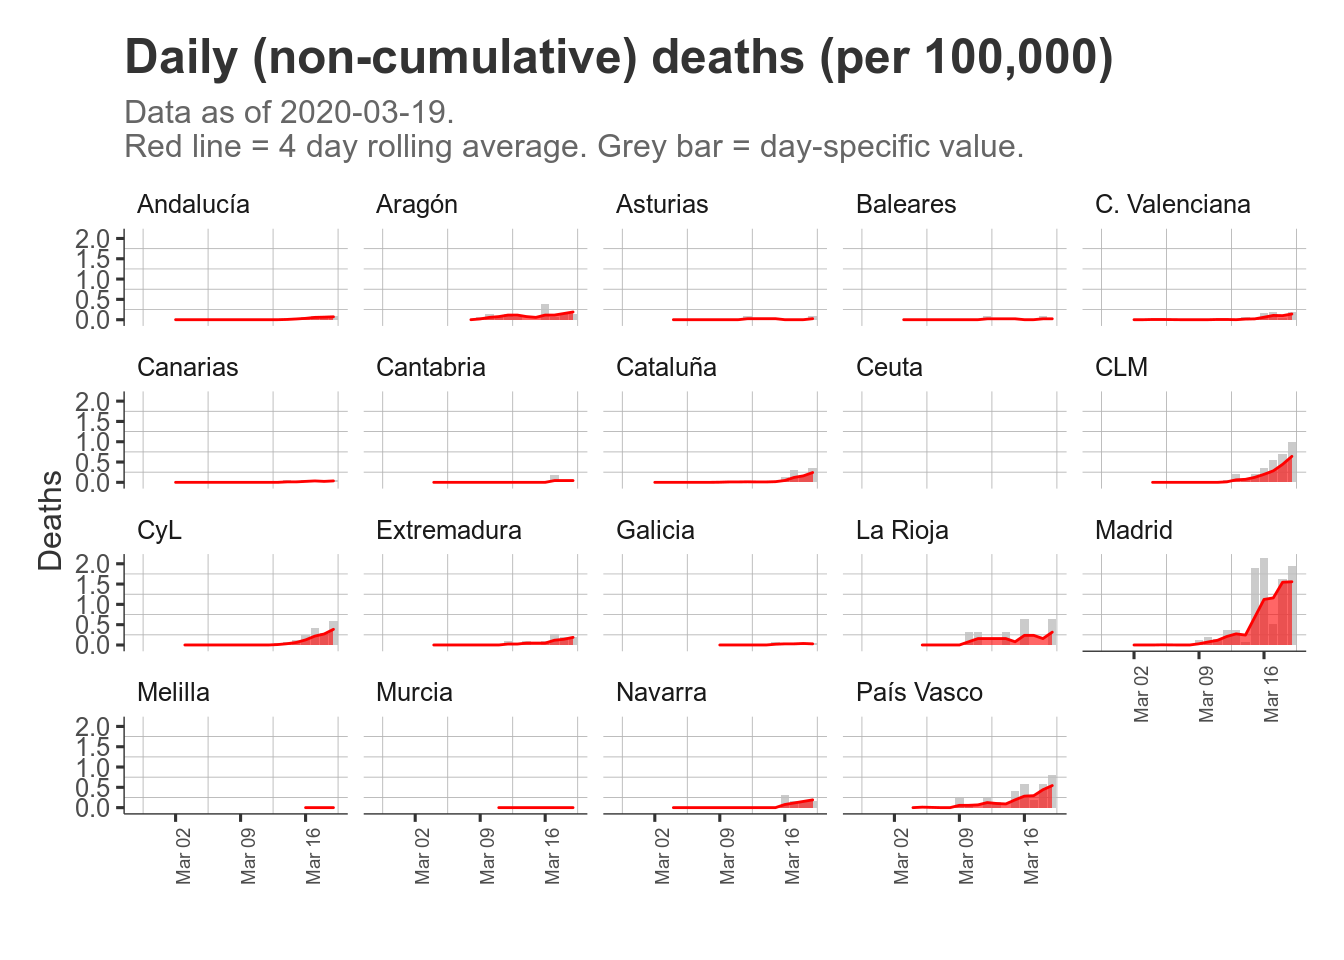 Daily (non-cumulative) deaths (per 100,000)
Data as of 2020-03-19.
Red line = 4 day rolling average. Grey bar = day-specific value.
Andalucía Aragón Asturias Baleares C. Valenciana
2.0
1.5
1.0
0.5
0.0
Canarias Cantabria Cataluña Ceuta CLM
2.0
1.5
1.0
0.5
0.0
Deaths
CyL Extremadura Galicia La Rioja Madrid
2.0
1.5
1.0
0.5
0.0
Mar 02 Mar 09 Mar 16
Melilla Murcia Navarra País Vasco
2.0
1.5
1.0
0.5
0.0
Mar 02 Mar 09 Mar 16 Mar 02 Mar 09 Mar 16 Mar 02 Mar 09 Mar 16 Mar 02 Mar 09 Mar 16